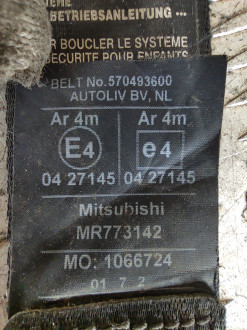 BETRIEBSANLEITUNG ...
BOUCLER LE SYSTEME
SECURITE POUR ENFANTS
BELT No.570493600
AUTOLIV BV, NL
Ar 4m Ar 4m
E4 e4
04 27145 04 27145
Mitsubishi
MR773142
MO: 1066724
01 7 2